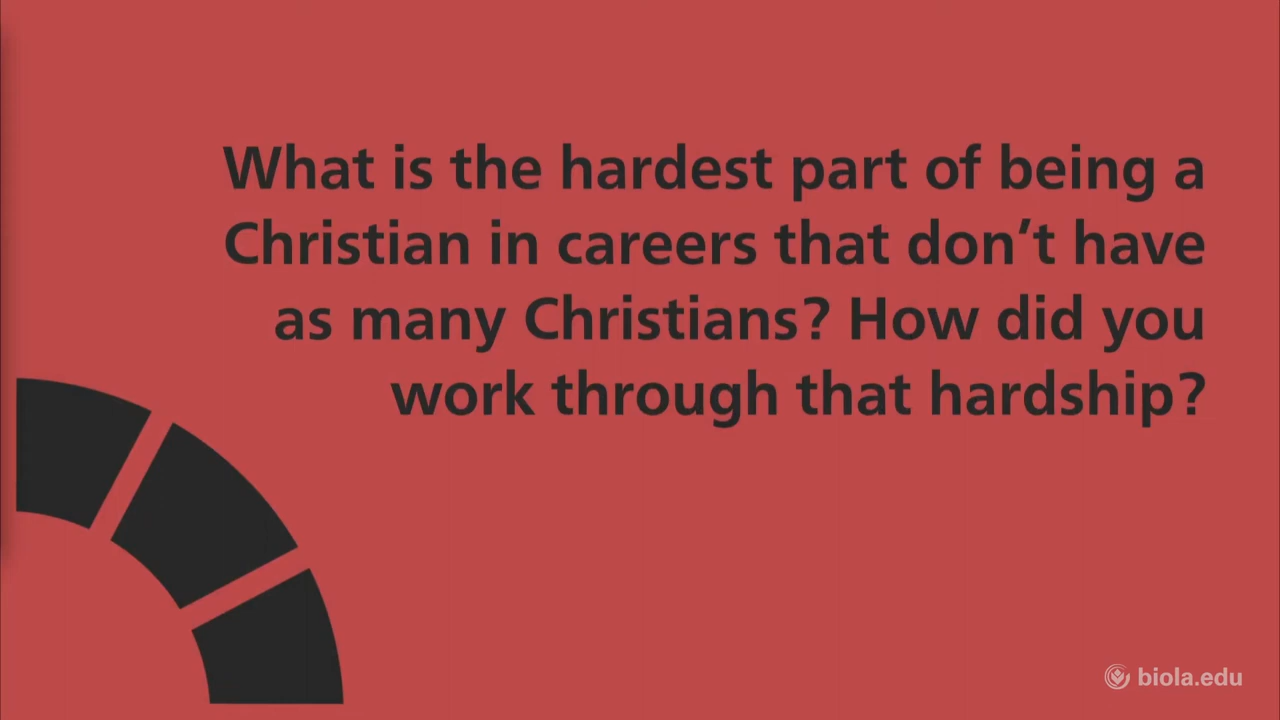 What is the hardest part of being a
Christian in careers that don’t have
as many Christians? How did you
work through that hardship?
biola.edu